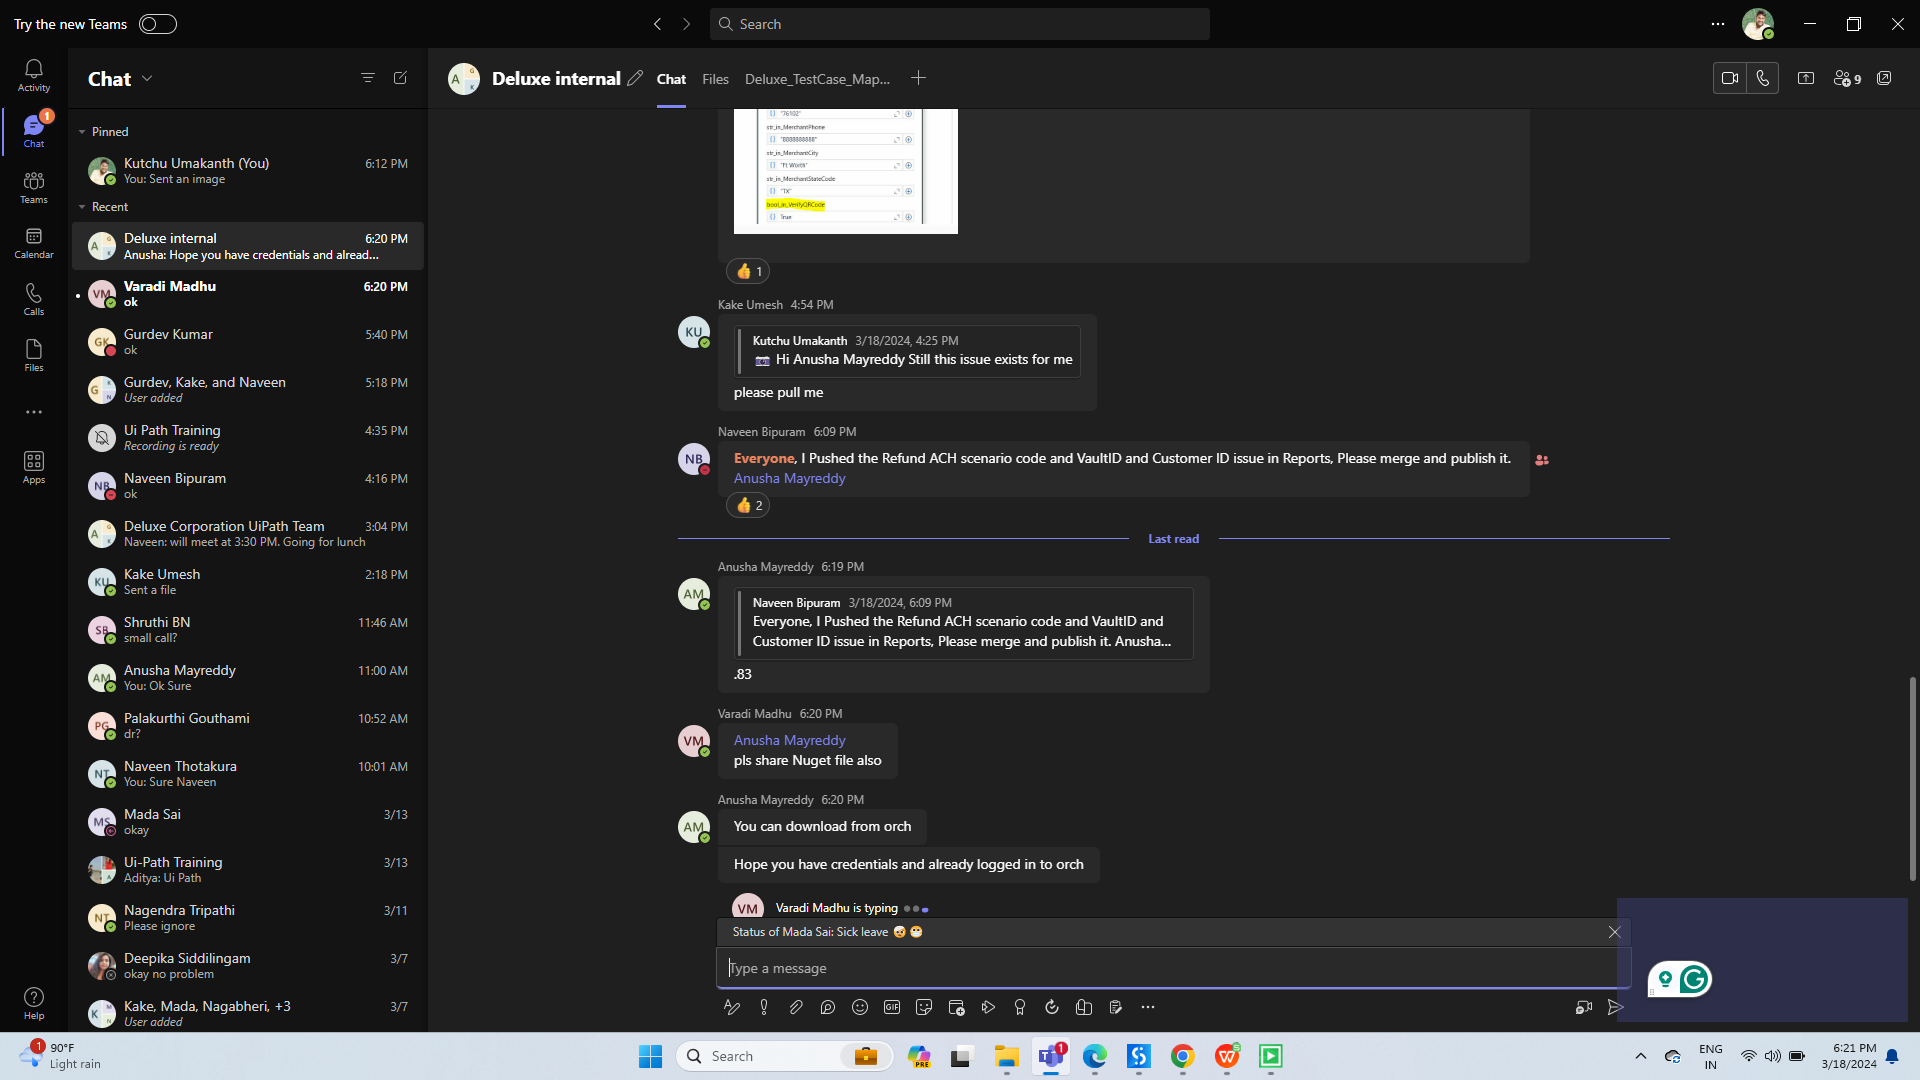 Try the new Teams
Search
Activity
1
Chat
Teams
Calendar
Calls
Files
Apps
Help
Chat
Pinned
Kutchu Umakanth (You) 6:12 PM
You: Sent an image
Recent
Deluxe internal 6:20 PM
Anusha: Hope you have credentials and alread...
Varadi Madhu 6:20 PM
ok
Gurdev Kumar 5:40 PM
ok
Gurdev, Kake, and Naveen 5:18 PM
User added
Ui Path Training 4:35 PM
Recording is ready
Naveen Bipuram 4:16 PM
ok
Deluxe Corporation UiPath Team 3:04 PM
Naveen: will meet at 3:30 PM. Going for lunch
Kake Umesh 2:18 PM
Sent a file
Shruthi BN 11:46 AM
small call?
Anusha Mayreddy 11:00 AM
You: Ok Sure
Palakurthi Gouthami 10:52 AM
dr?
Naveen Thotakura 10:01 AM
You: Sure Naveen
Mada Sai 3/13
okay
Ui-Path Training 3/13
Aditya: Ui Path
Nagendra Tripathi 3/11
Please ignore
Deepika Siddilingam 3/7
okay no problem
Kake, Mada, Nagabheri, +3 3/7
User added
Deluxe internal Chat Files Deluxe_TestCase_Map... 9
"76102"
str_in_MerchantPhone
"8888888888"
str_in_MerchantCity
"Ft Worth"
str_in_MerchantStateCode
"TX"
bool_in_VerifyQRCode
True
1
Kake Umesh 4:54 PM
KU
Kutchu Umakanth 3/18/2024, 4:25 PM
Hi Anusha Mayreddy Still this issue exists for me
please pull me
Naveen Bipuram 6:09 PM
NB
Everyone, I Pushed the Refund ACH scenario code and VaultID and Customer ID issue in Reports, Please merge and publish it.
Anusha Mayreddy
2
Last read
Anusha Mayreddy 6:19 PM
AM
Naveen Bipuram 3/18/2024, 6:09 PM
Everyone, I Pushed the Refund ACH scenario code and VaultID and
Customer ID issue in Reports, Please merge and publish it. Anusha...
.83
Varadi Madhu 6:20 PM
VM
Anusha Mayreddy
pls share Nuget file also
Anusha Mayreddy 6:20 PM
AM
You can download from orch
Hope you have credentials and already logged in to orch
VM Varadi Madhu is typing
Status of Mada Sai: Sick leave 🤕 😷
Type a message
GIF
1
90°F
Light rain
Search
PRE
1
ENG
IN
6:21 PM
3/18/2024